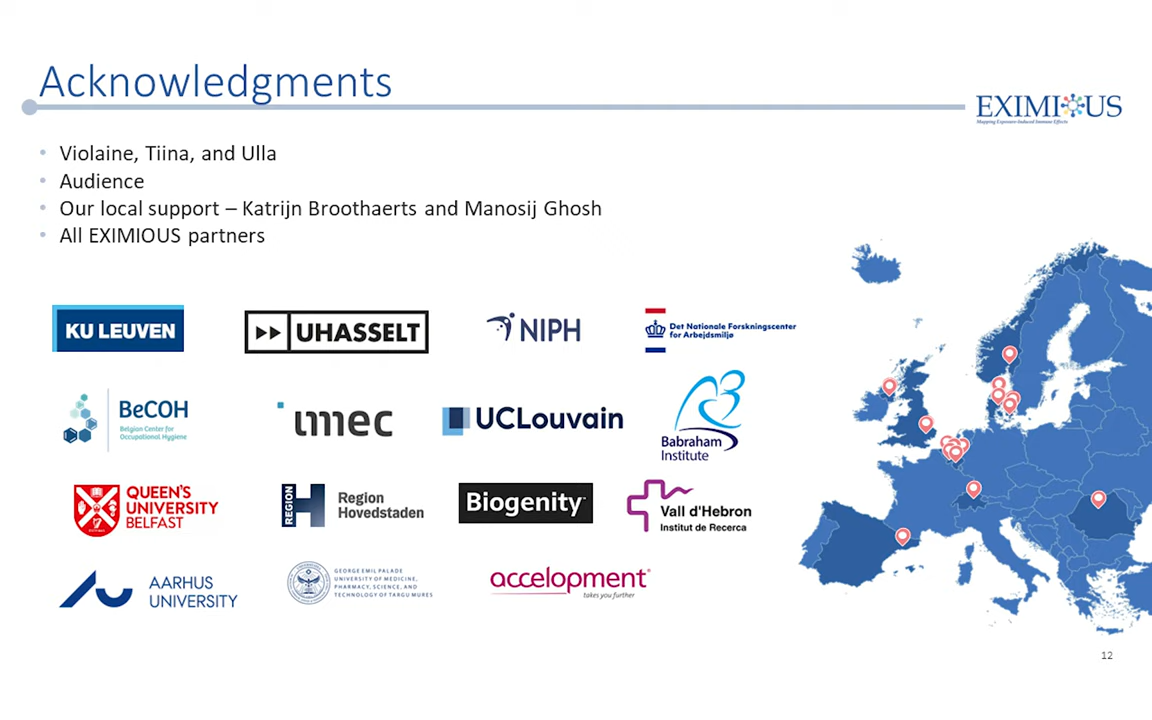 Acknowledgments
EXIMIOUS
Mapping Exposure-Induced Immune Effects
• Violaine, Tiina, and Ulla
• Audience
• Our local support – Katrijn Broothaerts and Manosij Ghosh
• All EXIMIOUS partners
KU LEUVEN
UHASSELT
NIPH
Det Nationale Forskningscenter
for Arbejdsmiljø
BeCOH
Belgian Center for
Occupational Hygiene
imec
UCLouvain
Babraham
Institute
QUEEN'S
UNIVERSITY
BELFAST
REGION
H
Region
Hovedstaden
Biogenity
Vall d'Hebron
Institut de Recerca
AARHUS
UNIVERSITY
GEORGE EMIL PALADE
UNIVERSITY OF MEDICINE,
PHARMACY, SCIENCE, AND
TECHNOLOGY OF TARGU MURES
accelopment®
takes you further
12